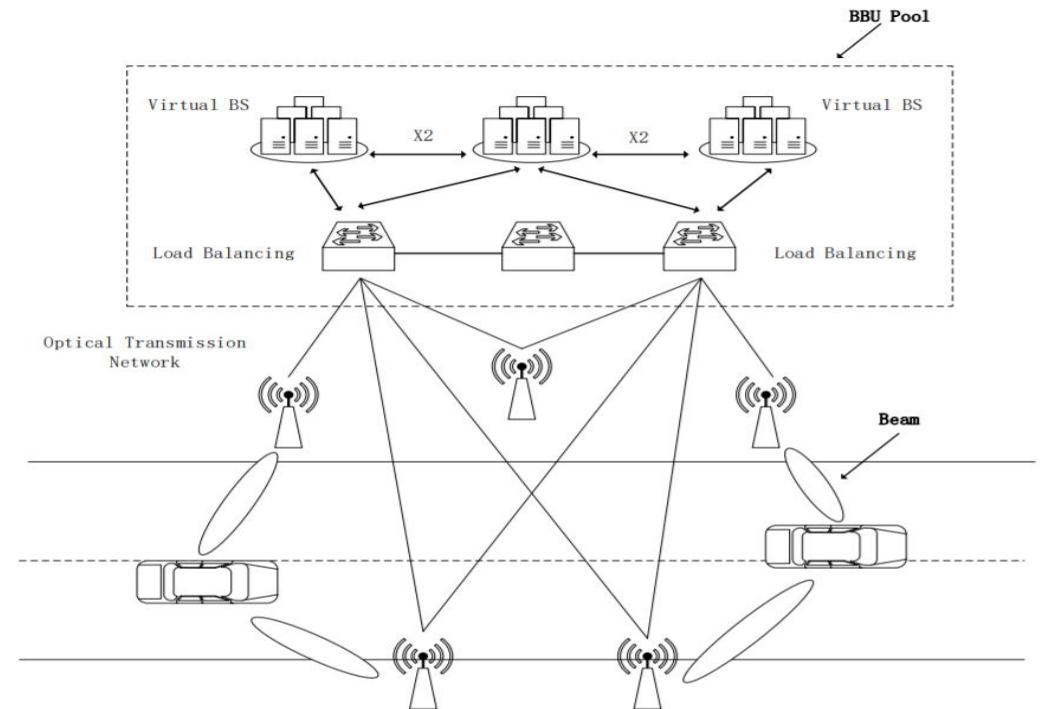 BBU Pool
Virtual BS
Virtual BS
X2
X2
Load Balancing
Load Balancing
Optical Transmission
Network
Beam